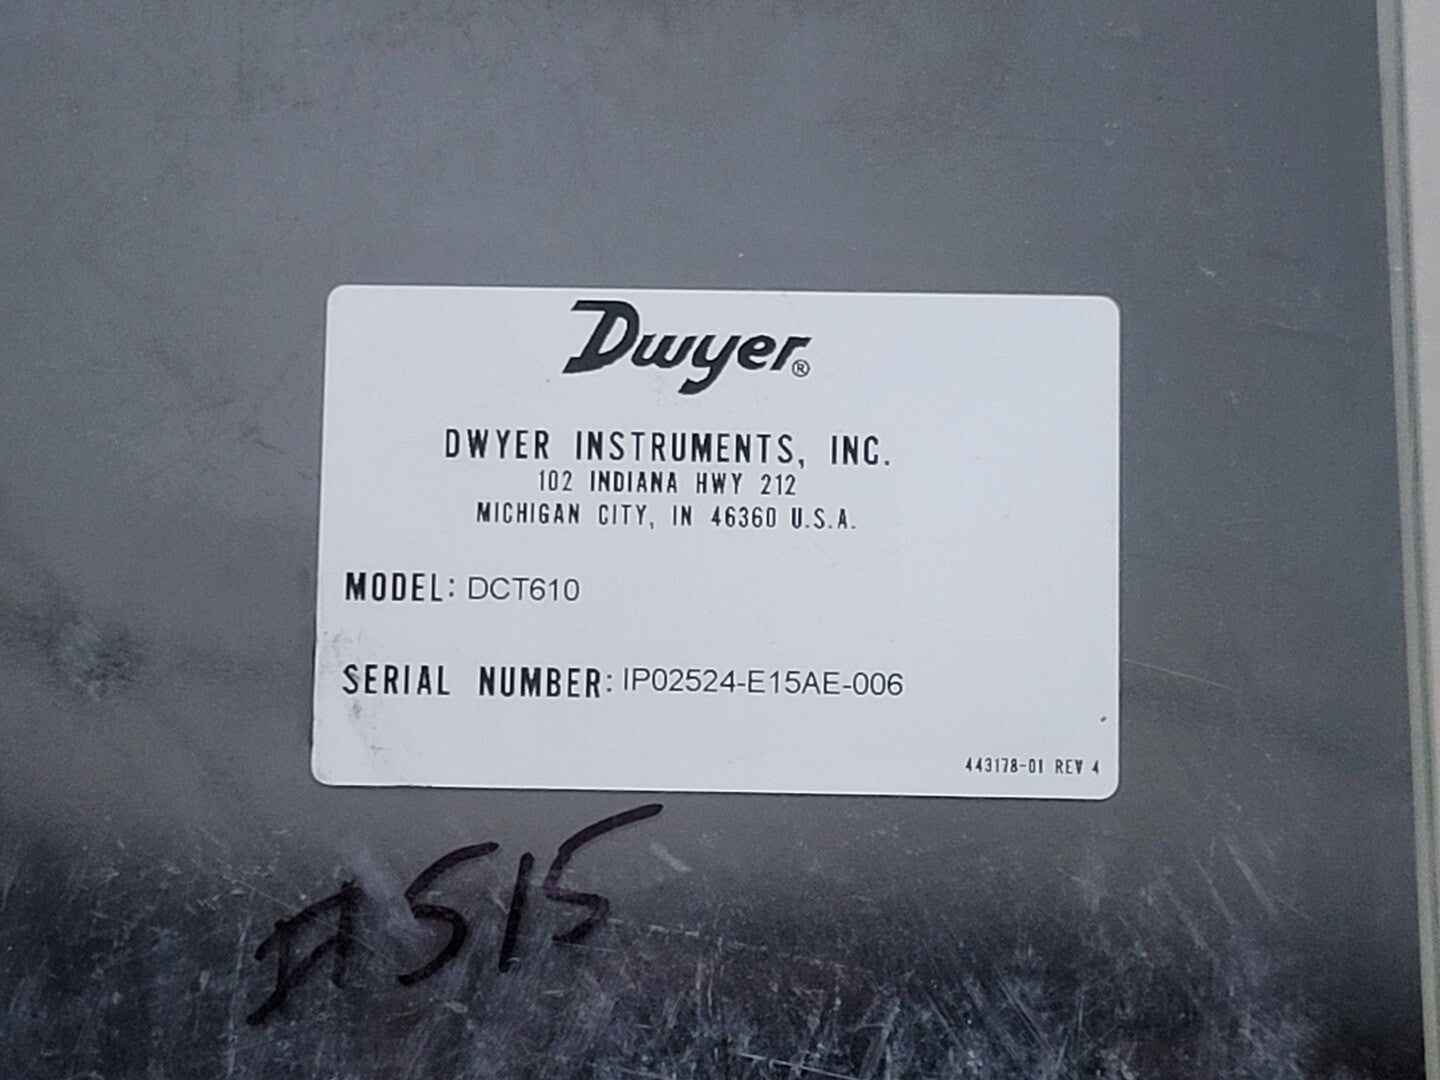 Dwyer®
DWYER INSTRUMENTS, INC.
102 INDIANA HWY 212
MICHIGAN CITY, IN 46360 U.S.A.
MODEL: DCT610
SERIAL NUMBER: IP02524-E15AE-006
443178-01 REV 4
A515